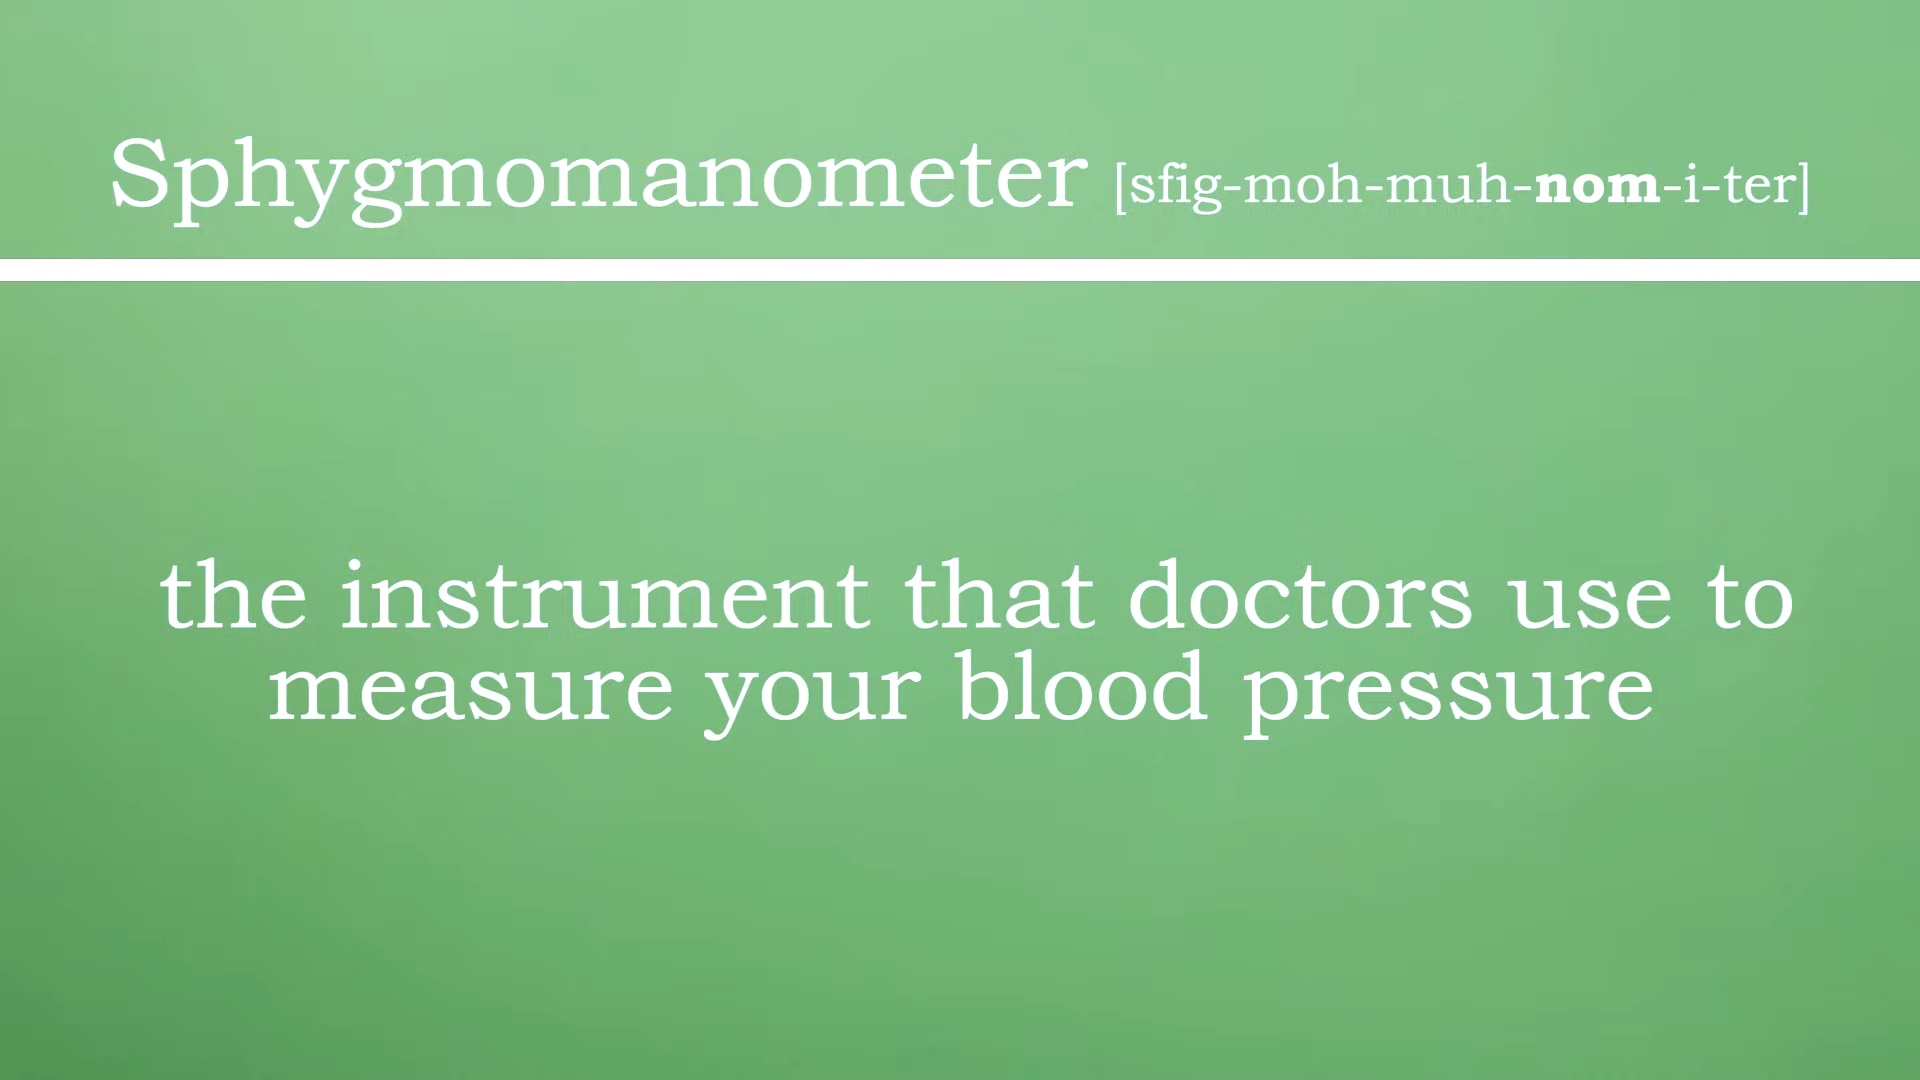 Sphygmomanometer [sfig-moh-muh-nom-i-ter]
the instrument that doctors use to
measure your blood pressure